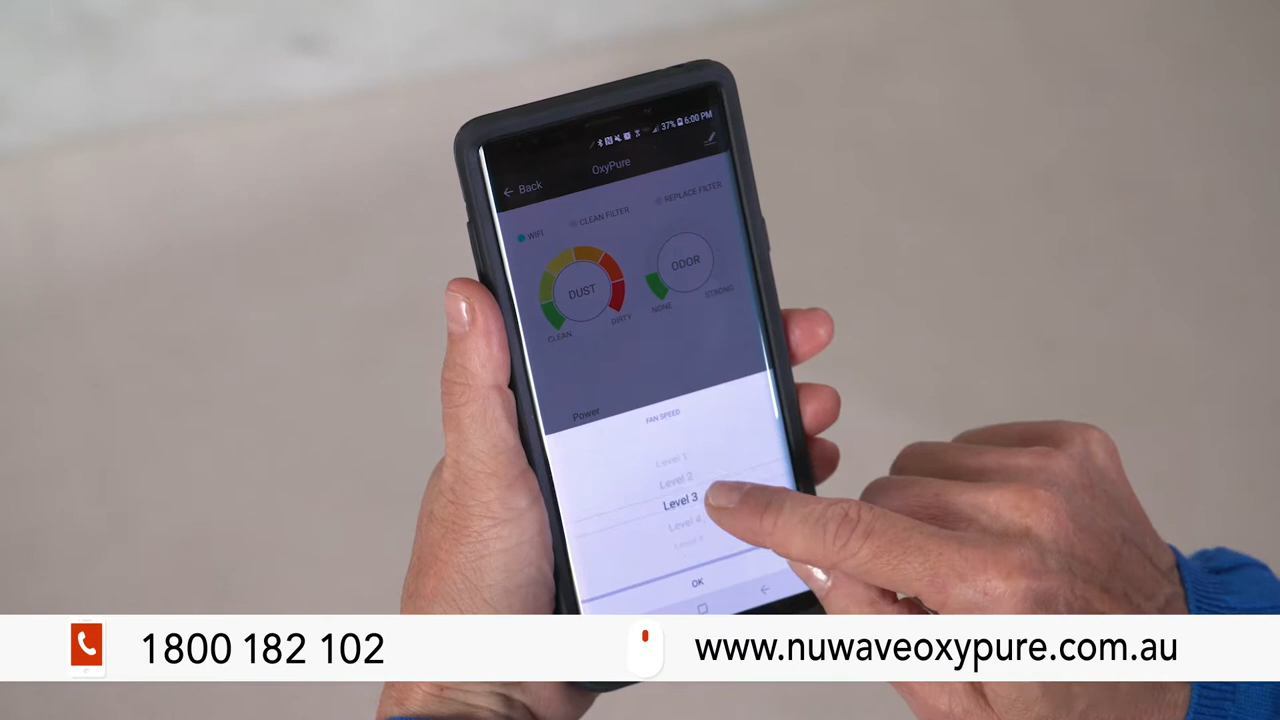 37% 6:00 PM
← Back
OxyPure
WIFI
CLEAN FILTER
REPLACE FILTER
DUST
CLEAN
DIRTY
ODOR
NONE
STRONG
Power
FAN SPEED
Level 1
Level 2
Level 3
Level 4
OK
1800 182 102
www.nuwaveoxypure.com.au